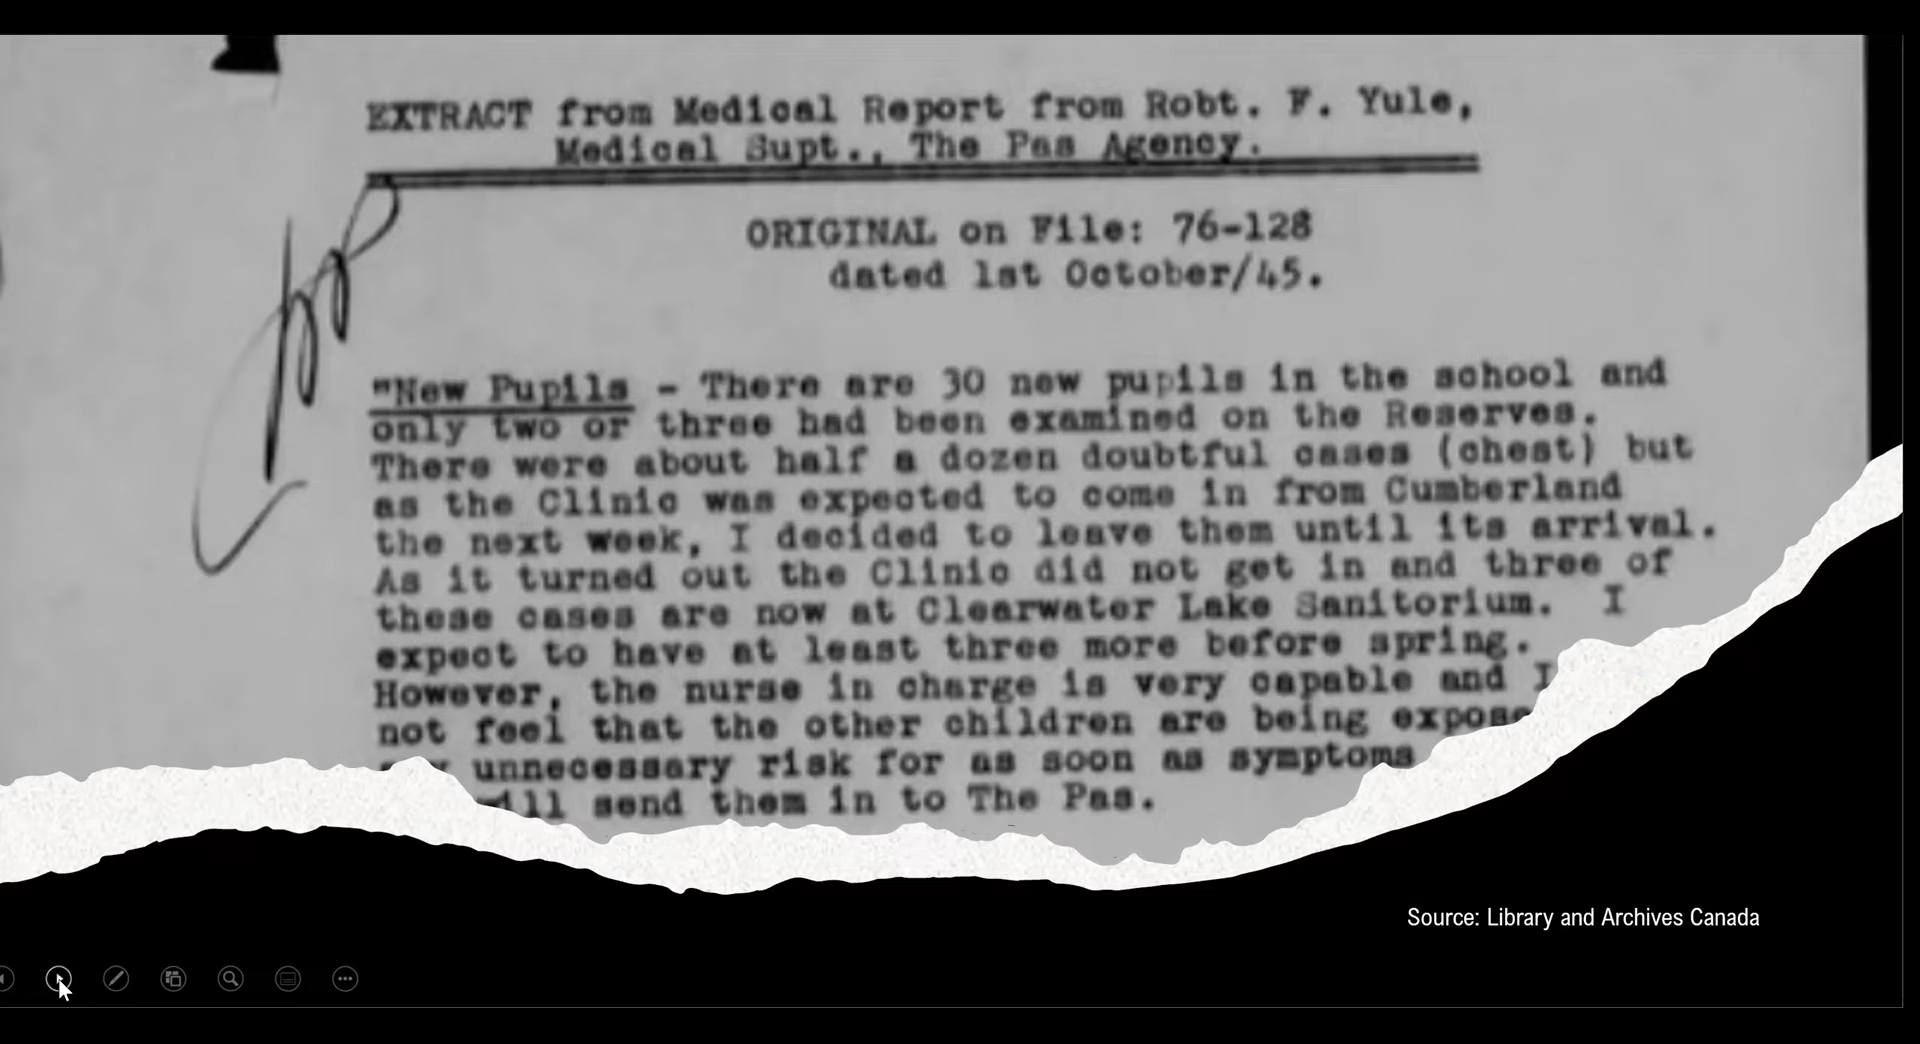 EXTRACT from Medical Report from Robt. F. Yule,
Medical Supt., The Pas Agency.
ORIGINAL on File: 76-128
dated 1st October/45.
"New Pupils - There are 30 new pupils in the school and
only two or three had been examined on the Reserves.
There were about half a dozen doubtful cases (chest) but
as the Clinic was expected to come in from Cumberland
the next week, I decided to leave them until its arrival.
As it turned out the Clinic did not get in and three of
these cases are now at Clearwater Lake Sanitorium. I
expect to have at least three more before spring.
However, the nurse in charge is very capable and I
not feel that the other children are being expose
unnecessary risk for as soon as symptoms
send them in to The Pas.
Source: Library and Archives Canada